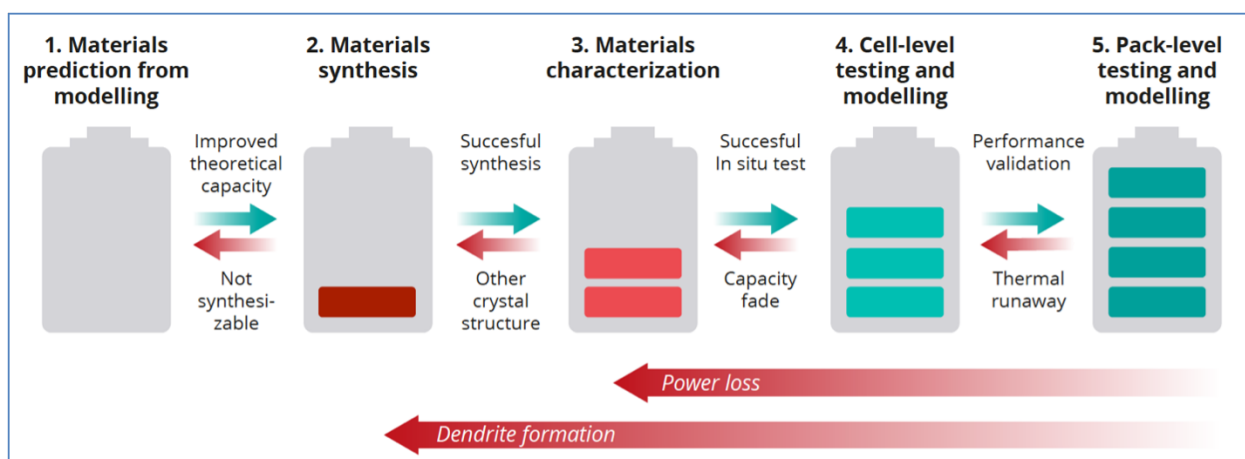 1. Materials
prediction from
modelling
2. Materials
synthesis
3. Materials
characterization
4. Cell-level
testing and
modelling
5. Pack-level
testing and
modelling
Improved
theoretical
capacity
Not
synthesi-
zable
Succesful
synthesis
Other
crystal
structure
Succesful
In situ test
Capacity
fade
Performance
validation
Thermal
runaway
Power loss
Dendrite formation